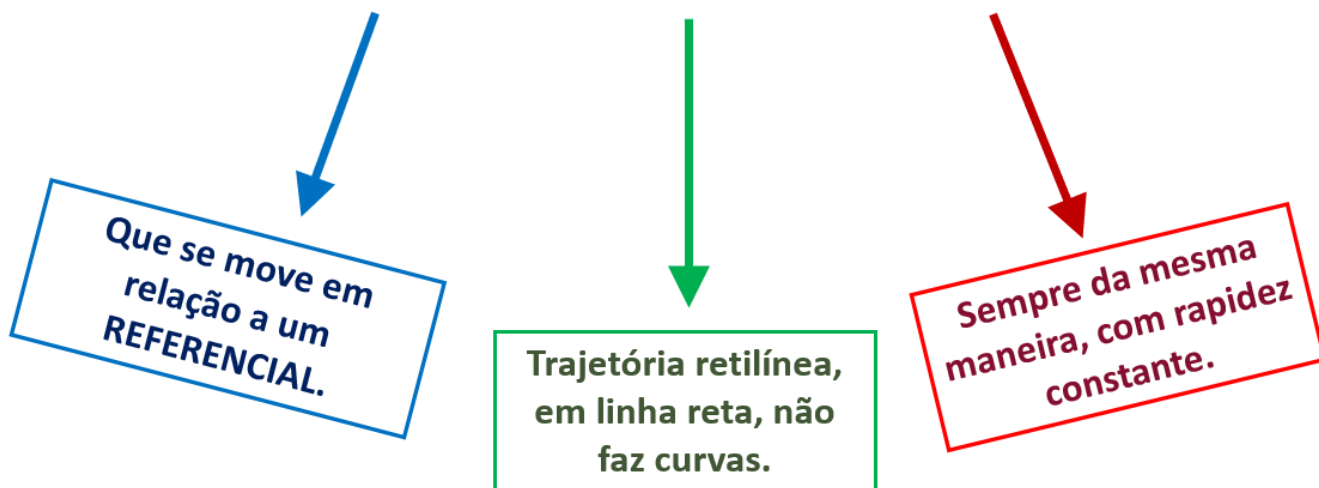 Que se move em
relação a um
REFERENCIAL.
Trajetória retilínea,
em linha reta, não
faz curvas.
Sempre da mesma
maneira, com rapidez
constante.